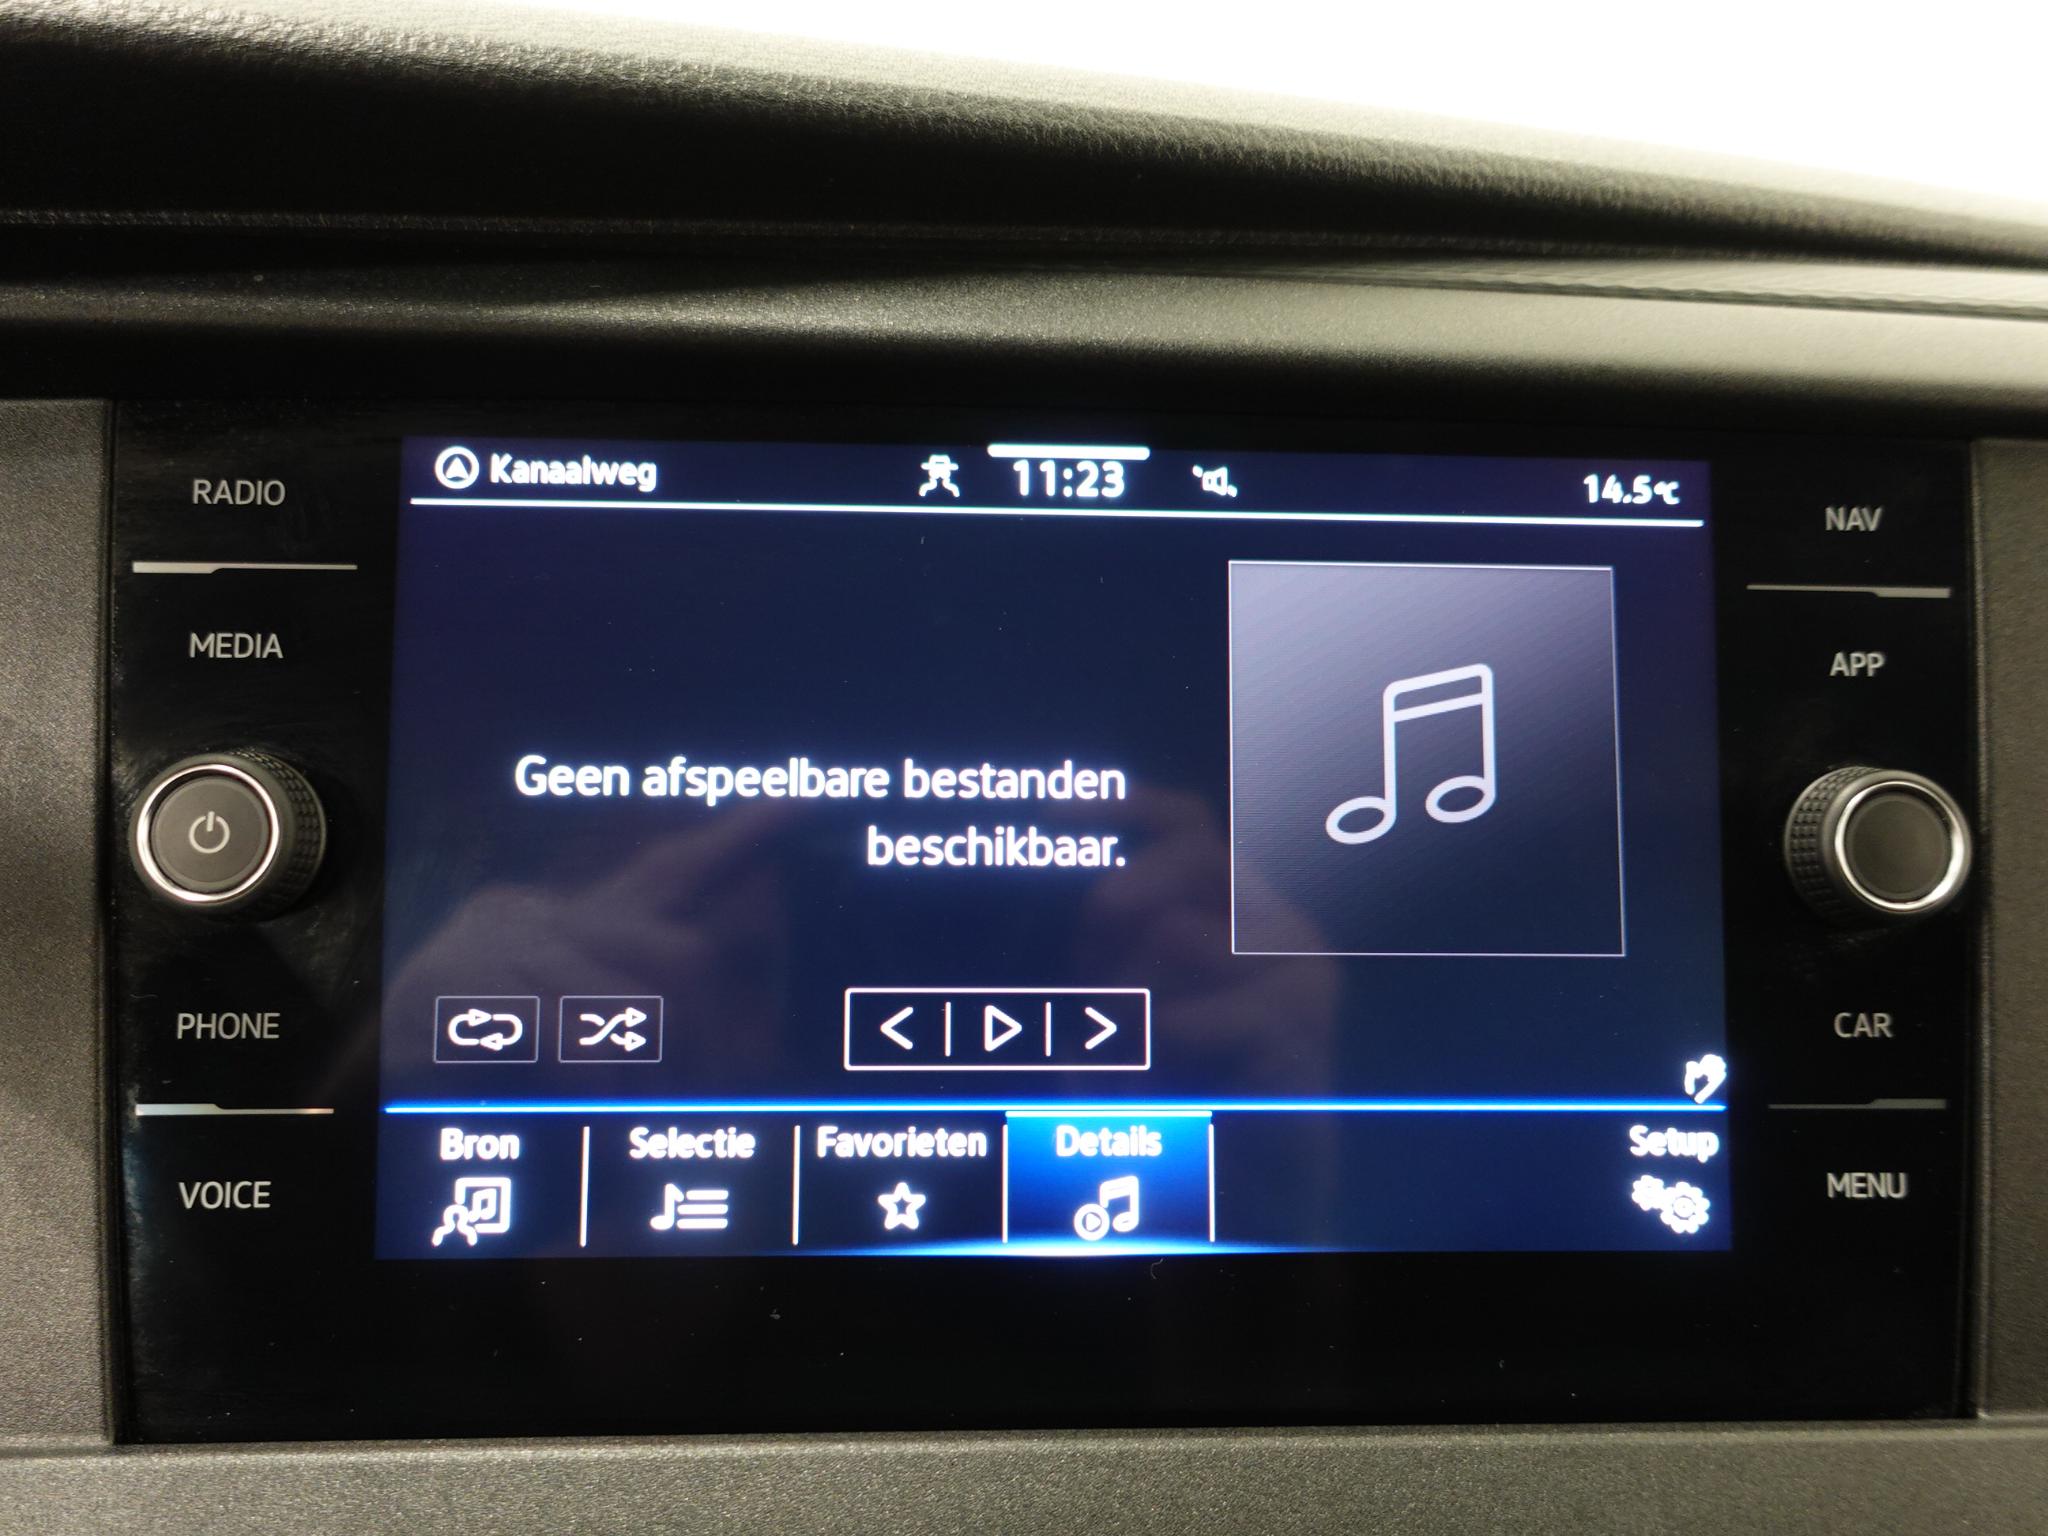 RADIO
MEDIA
PHONE
VOICE
Kanaalweg
11:23
14.5°C
Geen afspeelbare bestanden
beschikbaar.
Bron
Selectie
Favorieten
Details
Setup
NAV
APP
CAR
MENU